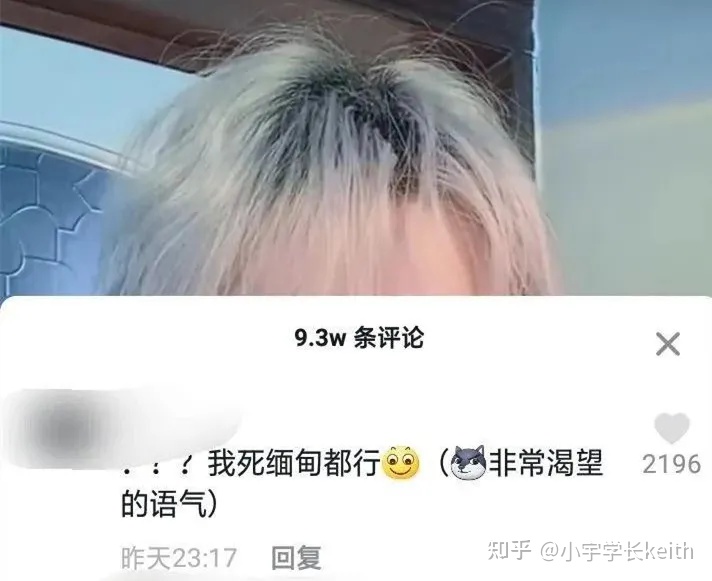 9.3w 条评论
.？？我死缅甸都行（非常渴望
的语气）
2196
昨天23:17 回复
知乎 @小宇学长keith